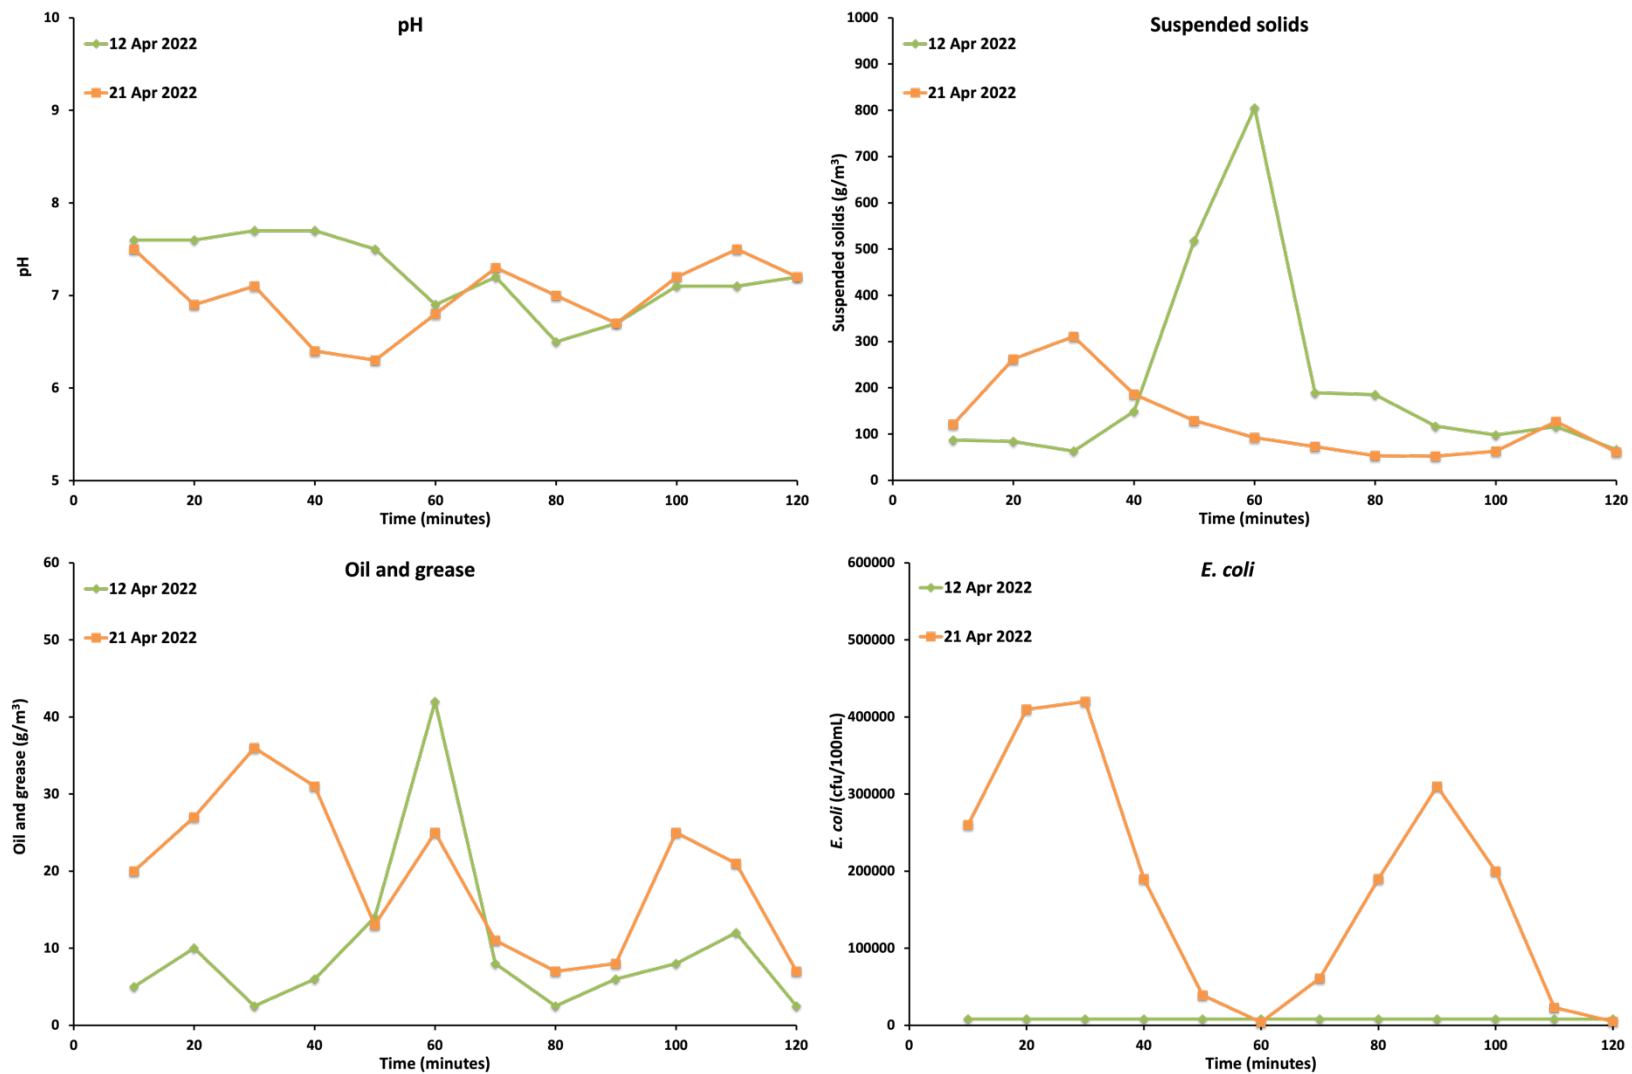 pH
12 Apr 2022
21 Apr 2022
10
9
8
7
6
5
pH
0 20 40 60 80 100 120
Time (minutes)
Suspended solids
12 Apr 2022
21 Apr 2022
1000
900
800
700
600
500
400
300
200
100
0
Suspended solids (g/m³)
0 20 40 60 80 100 120
Time (minutes)
Oil and grease
12 Apr 2022
21 Apr 2022
60
50
40
30
20
10
0
Oil and grease (g/m³)
0 20 40 60 80 100 120
Time (minutes)
E. coli
12 Apr 2022
21 Apr 2022
600000
500000
400000
300000
200000
100000
0
E. coli (cfu/100mL)
0 20 40 60 80 100 120
Time (minutes)